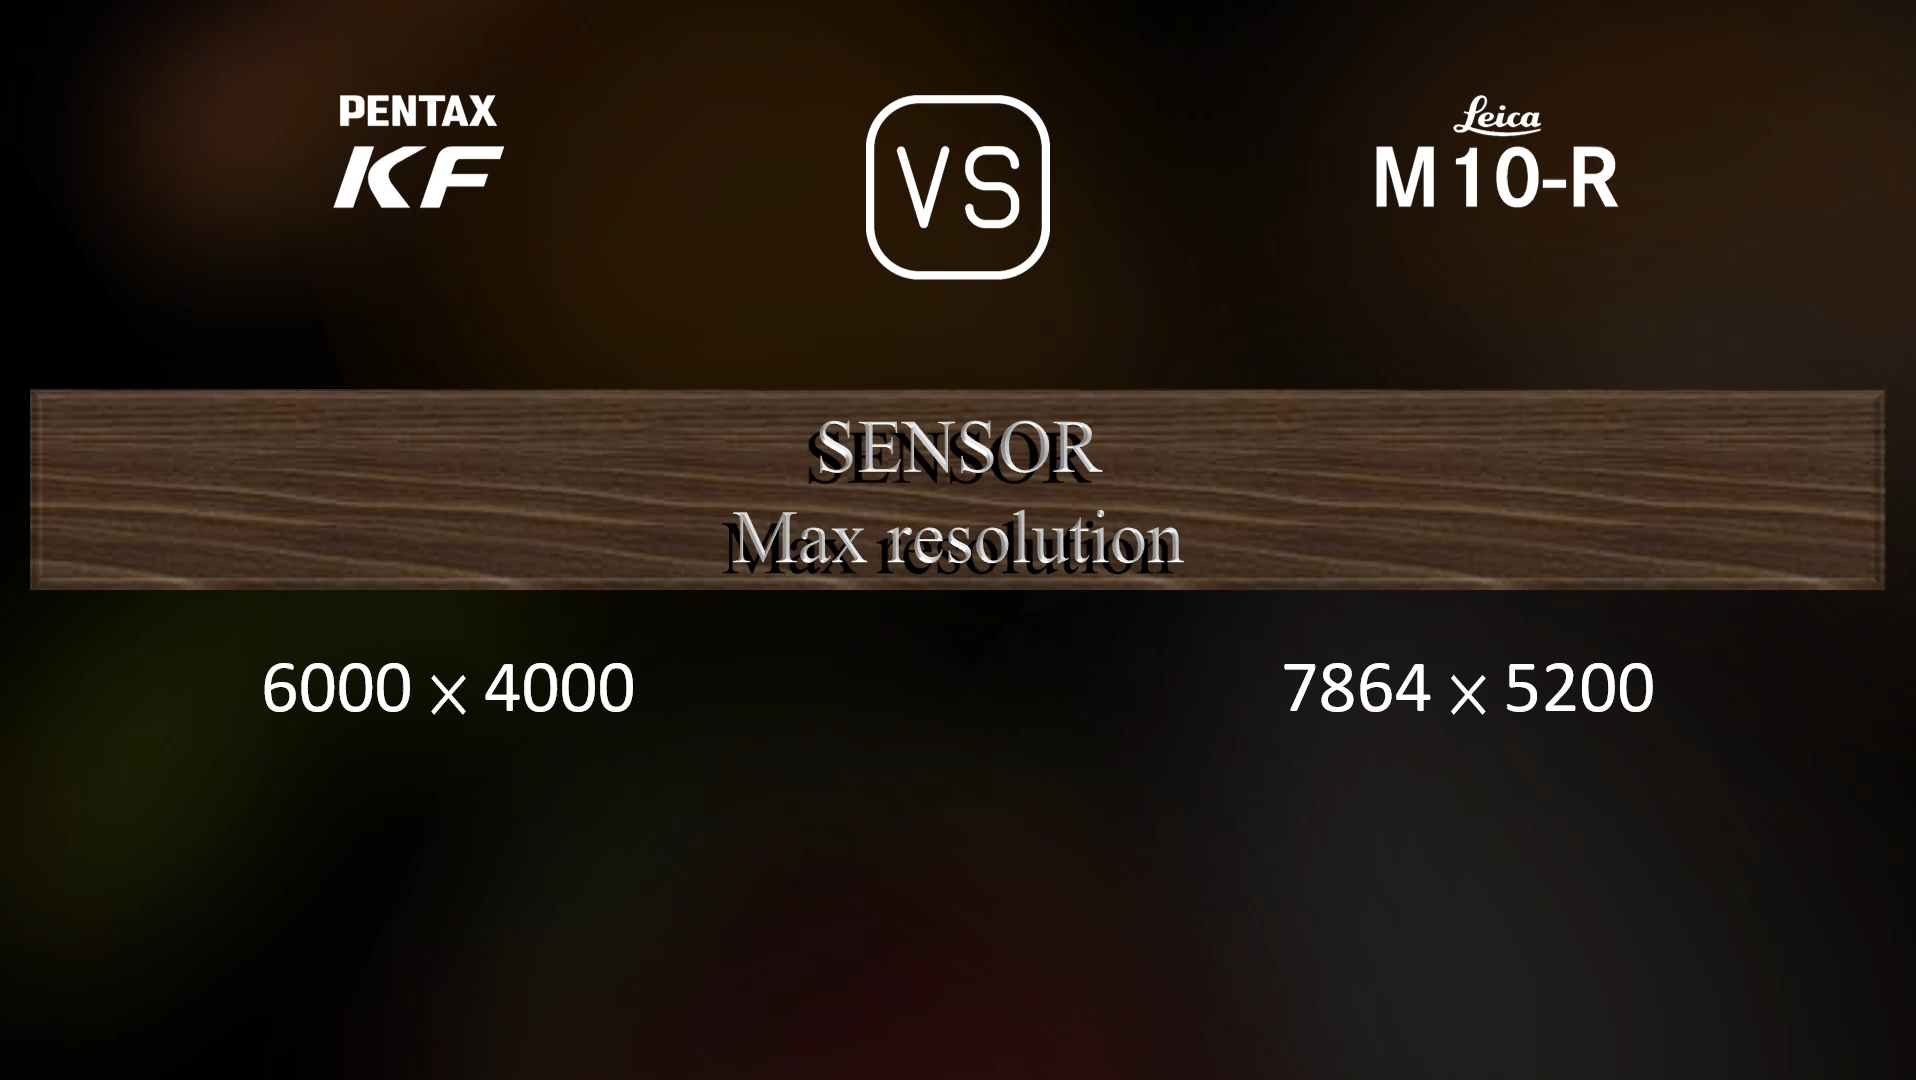 PENTAX
KF
VS
Leica
M10-R
SENSOR
Max resolution
6000 x 4000
7864 x 5200